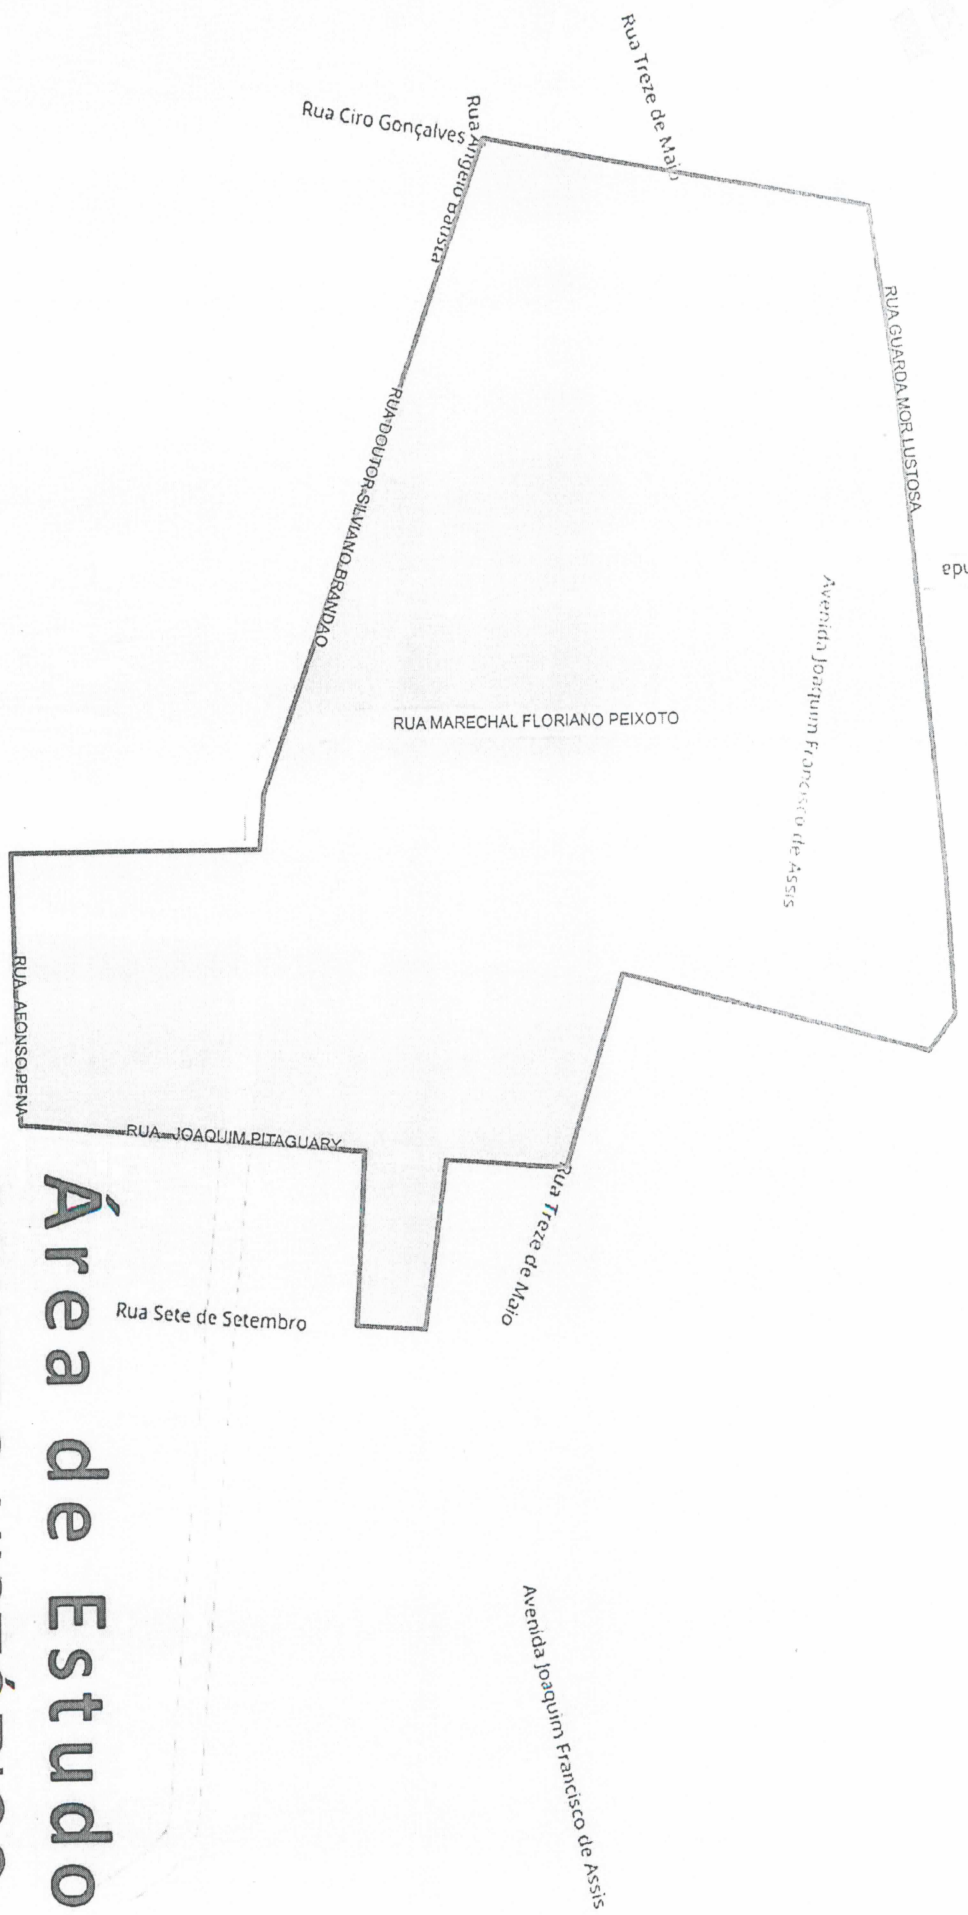 Rua Treze de Maio
Rua Ciro Gonçalves
Rua Angelo Batista
RUA GUARDA MOR LUSTOSA
RUA DOUTOR SILVIANO BRANDAO
Avenida Joaquim Francisco de Assis
RUA MARECHAL FLORIANO PEIXOTO
RUA AFONSO PENA
RUA JOAQUIM PITAGUARY
Rua Treze de Maio
Rua Sete de Setembro
Avenida Joaquim Francisco de Assis
Área de Estudo